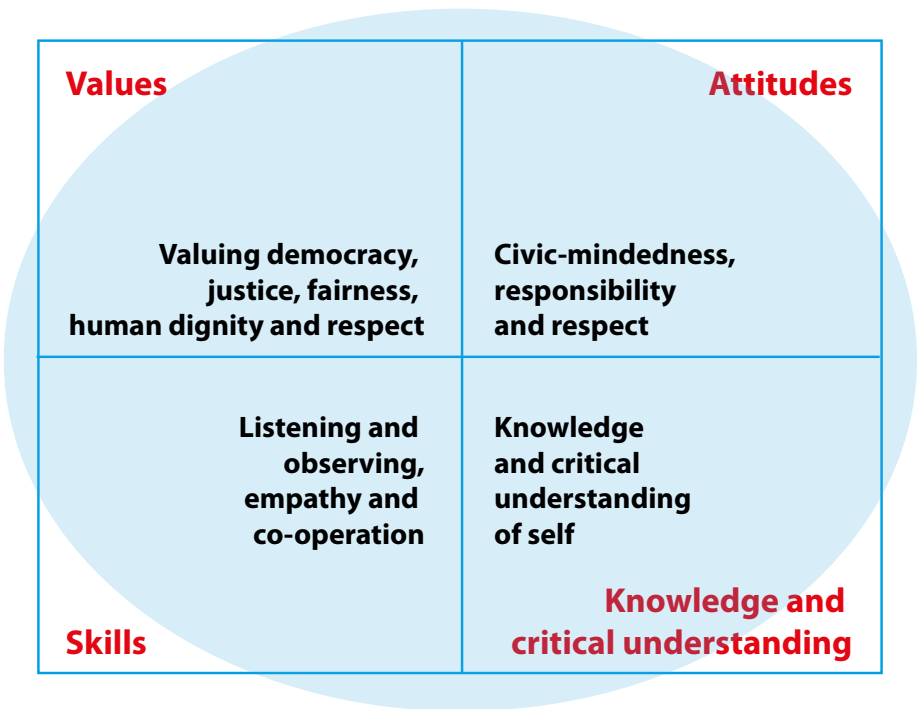 Values
Attitudes
Valuing democracy,
justice, fairness,
human dignity and respect
Civic-mindedness,
responsibility
and respect
Listening and
observing,
empathy and
co-operation
Skills
Knowledge
and critical
understanding
of self
Knowledge and
critical understanding